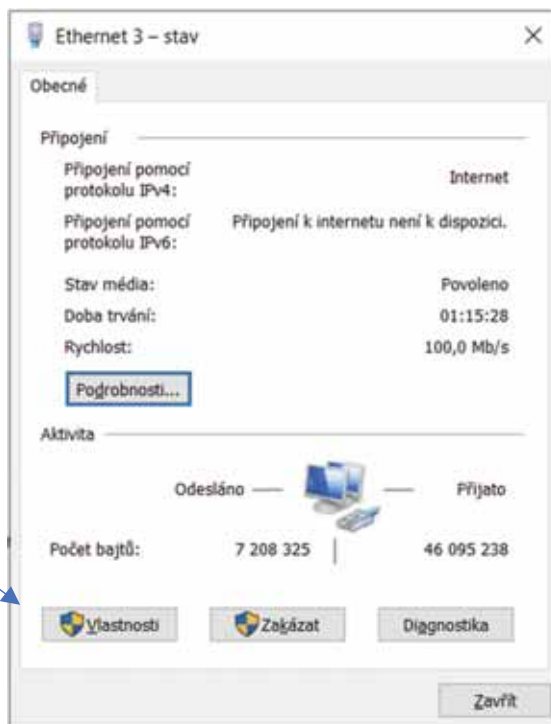 Ethernet 3 – stav
Obecné
Připojení
Připojení pomocí
protokolu IPv4:
Internet
Připojení pomocí
protokolu IPv6:
Připojení k internetu není k dispozici.
Stav média:
Povoleno
Doba trvání:
01:15:28
Rychlost:
100,0 Mb/s
Podrobnosti...
Aktivita
Odesláno
Přijato
Počet bajtů:
7 208 325
46 095 238
Vlastnosti
Zakázat
Diagnostika
Zavřít